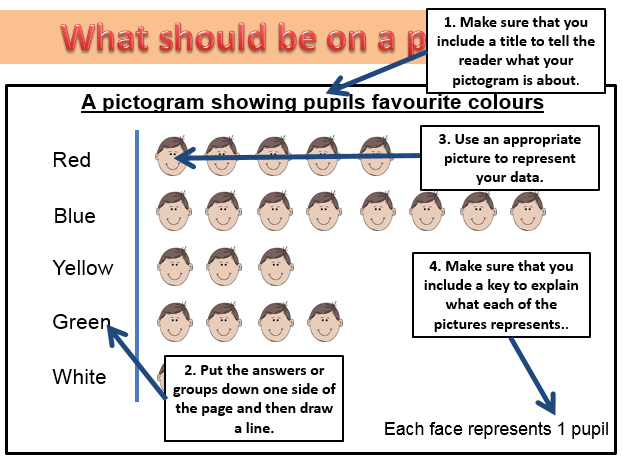 What should be on a p
1. Make sure that you
include a title to tell the
reader what your
pictogram is about.
A pictogram showing pupils favourite colours
Red
3. Use an appropriate
picture to represent
your data.
Blue
Yellow
4. Make sure that you
include a key to explain
what each of the
pictures represents..
Green
2. Put the answers or
groups down one side of
the page and then draw
a line.
White
Each face represents 1 pupil